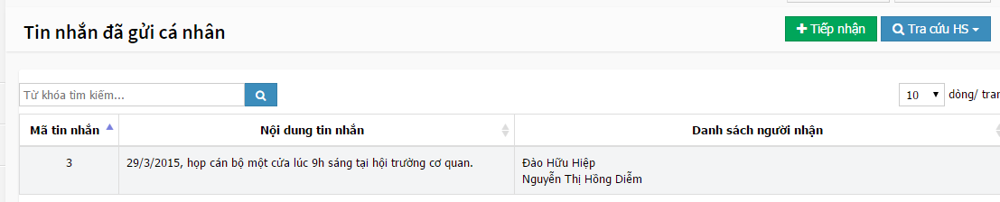 Tin nhắn đã gửi cá nhân
Tiếp nhận
Tra cứu HS
Từ khóa tìm kiếm...
10 dòng/
Mã tin nhắn
Nội dung tin nhắn
Danh sách người nhận
3
29/3/2015, họp cán bộ một cửa lúc 9h sáng tại hội trường cơ quan.
Đào Hữu Hiệp
Nguyễn Thị Hồng Diễm